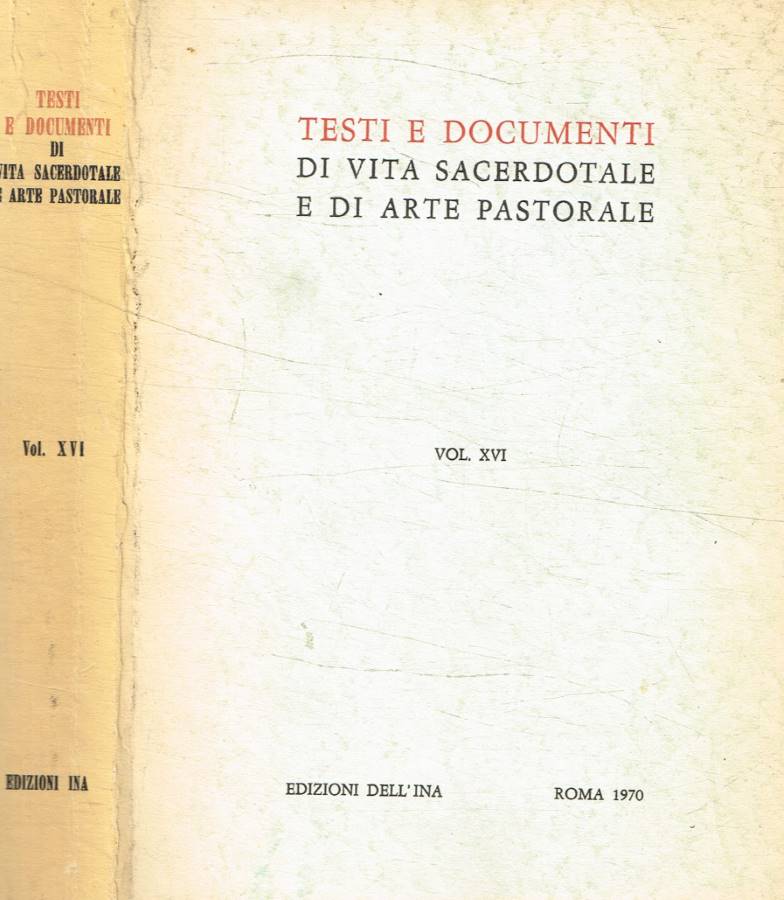 TESTI
E DOCUMENTI
DI
VITA SACERDOTALE
E ARTE PASTORALE
Vol. XVI
EDIZIONI INA
TESTI E DOCUMENTI
DI VITA SACERDOTALE
E DI ARTE PASTORALE
VOL. XVI
EDIZIONI DELL'INA
ROMA 1970